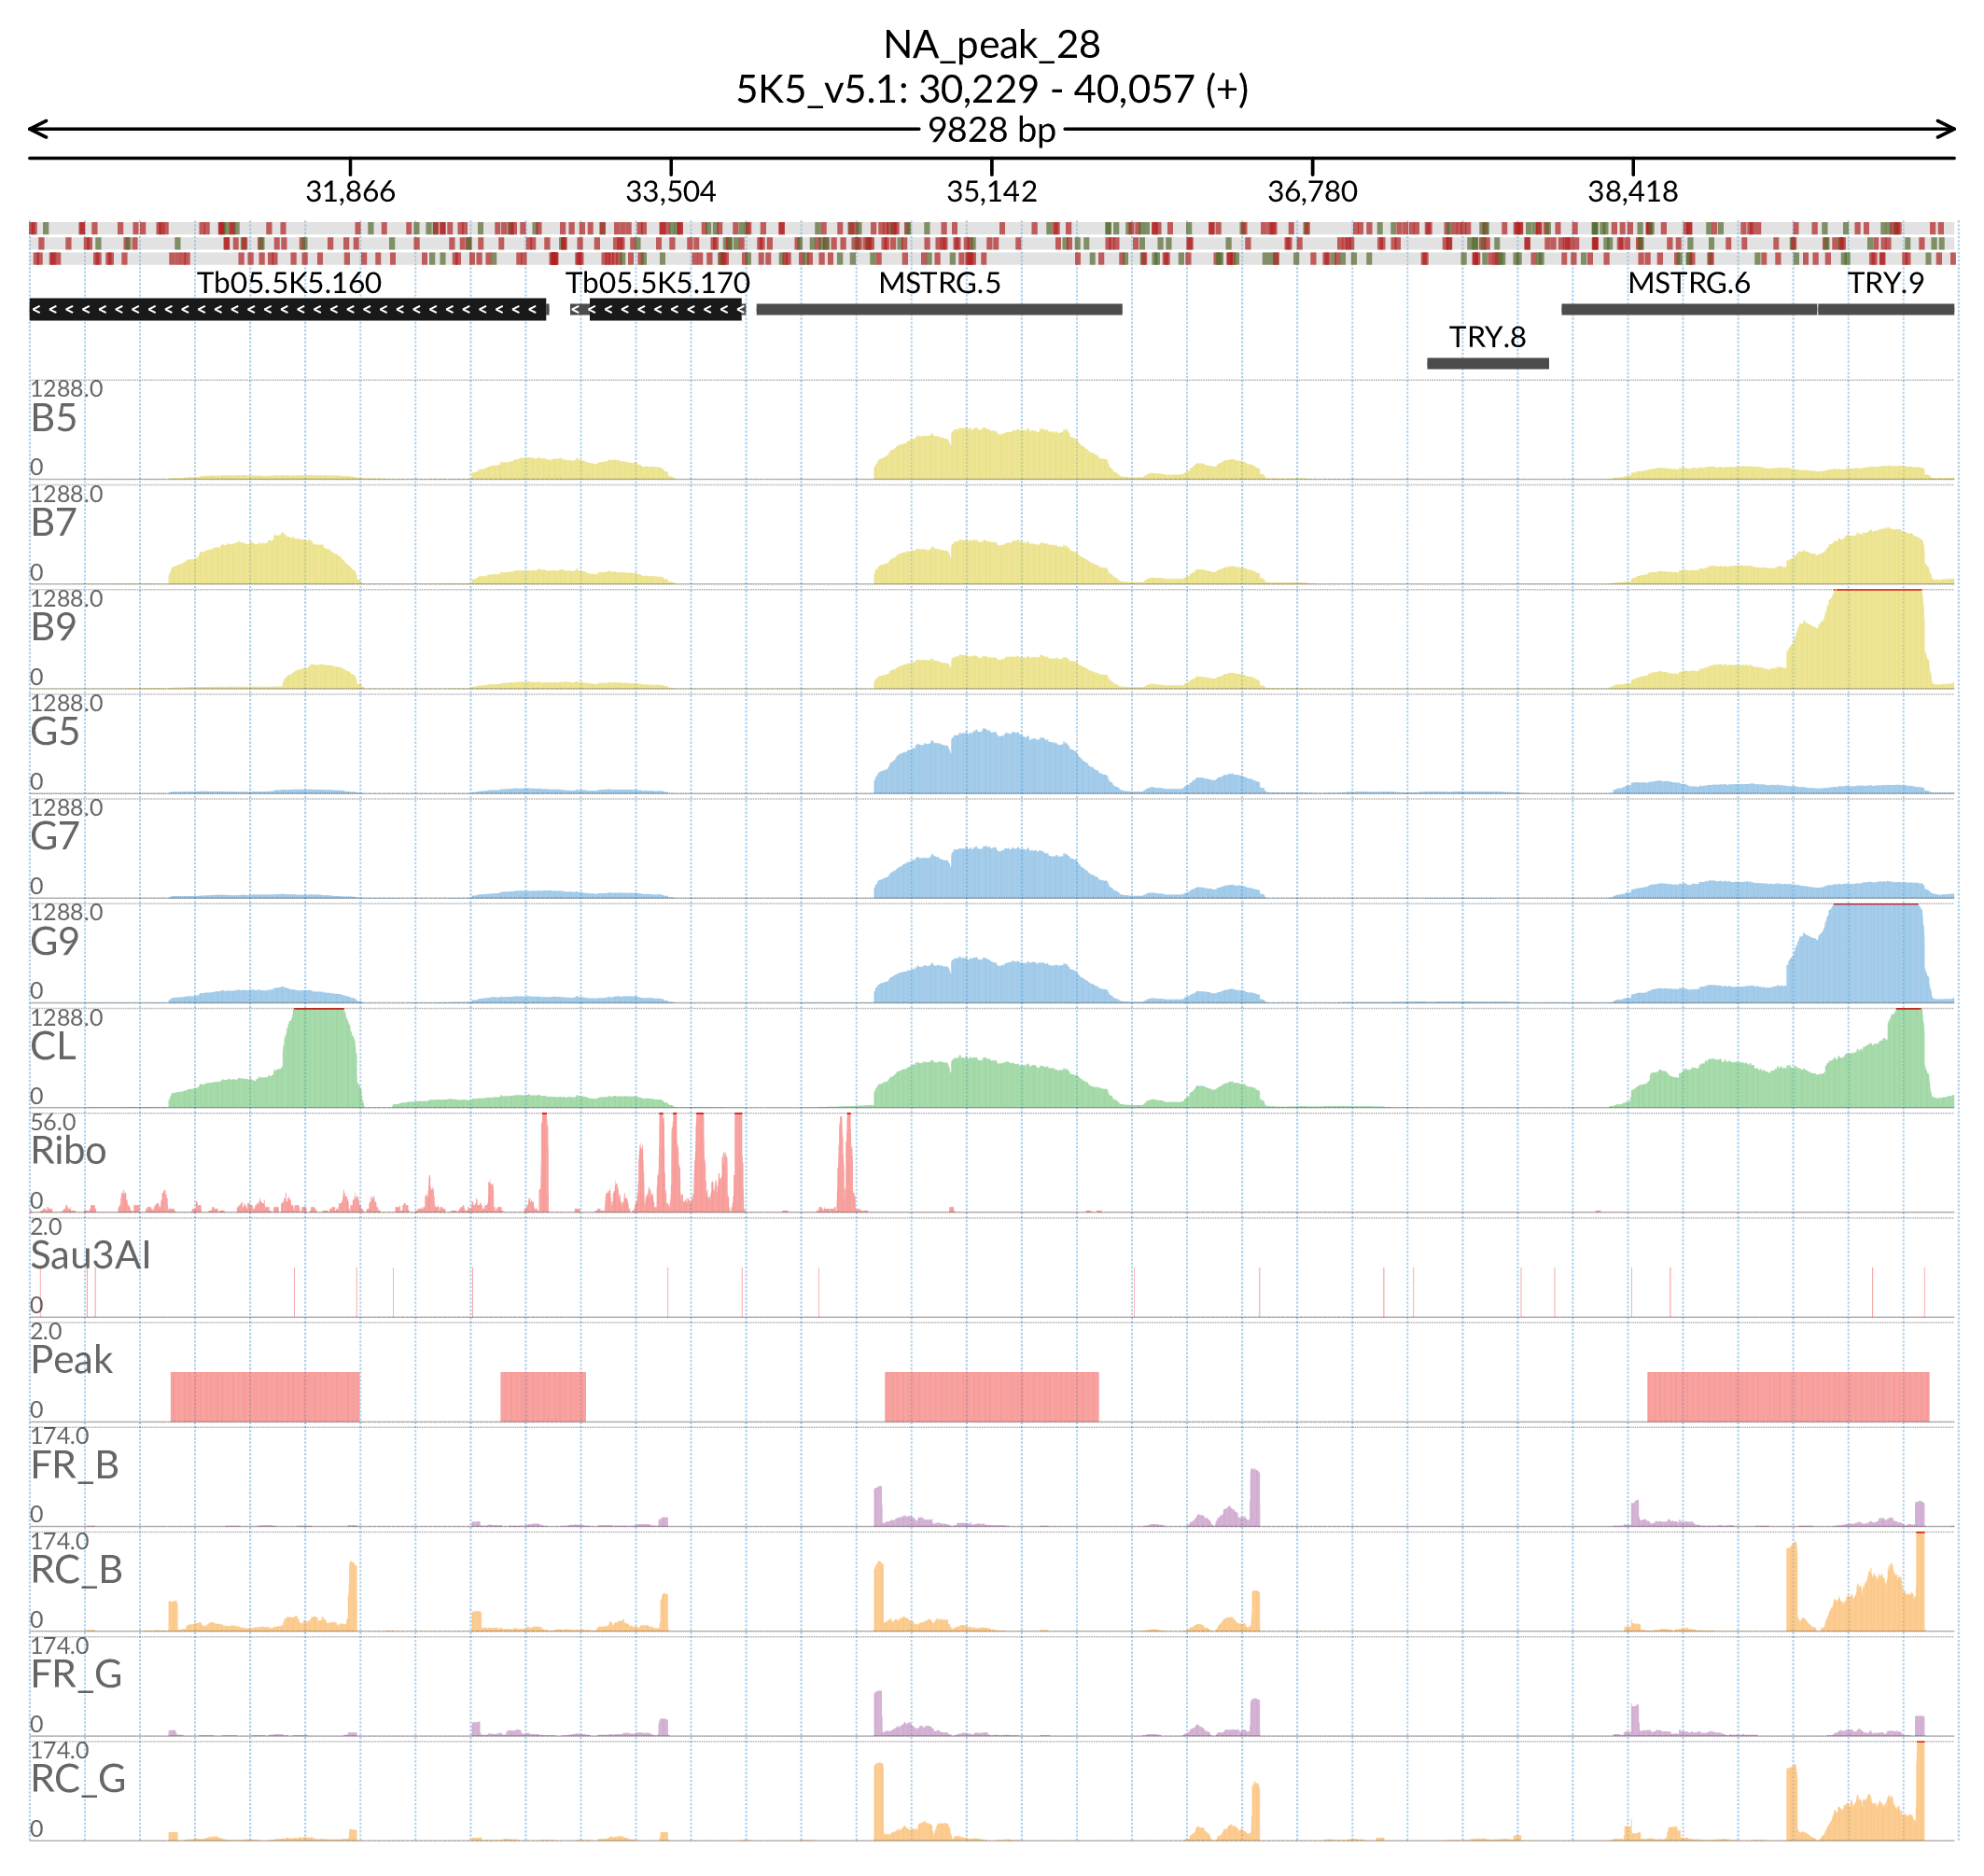 NA_peak_28
5K5_v5.1: 30,229 - 40,057 (+)
9828 bp
31,866 33,504 35,142 36,780 38,418
Tb05.5K5.160 Tb05.5K5.170 MSTRG.5 MSTRG.6 TRY.9
TRY.8
1288.0
B5
0
1288.0
B7
0
1288.0
B9
0
1288.0
G5
0
1288.0
G7
0
1288.0
G9
0
1288.0
CL
0
56.0
Ribo
0
2.0
Sau3AI
0
2.0
Peak
0
174.0
FR_B
0
174.0
RC_B
0
174.0
FR_G
0
174.0
RC_G
0